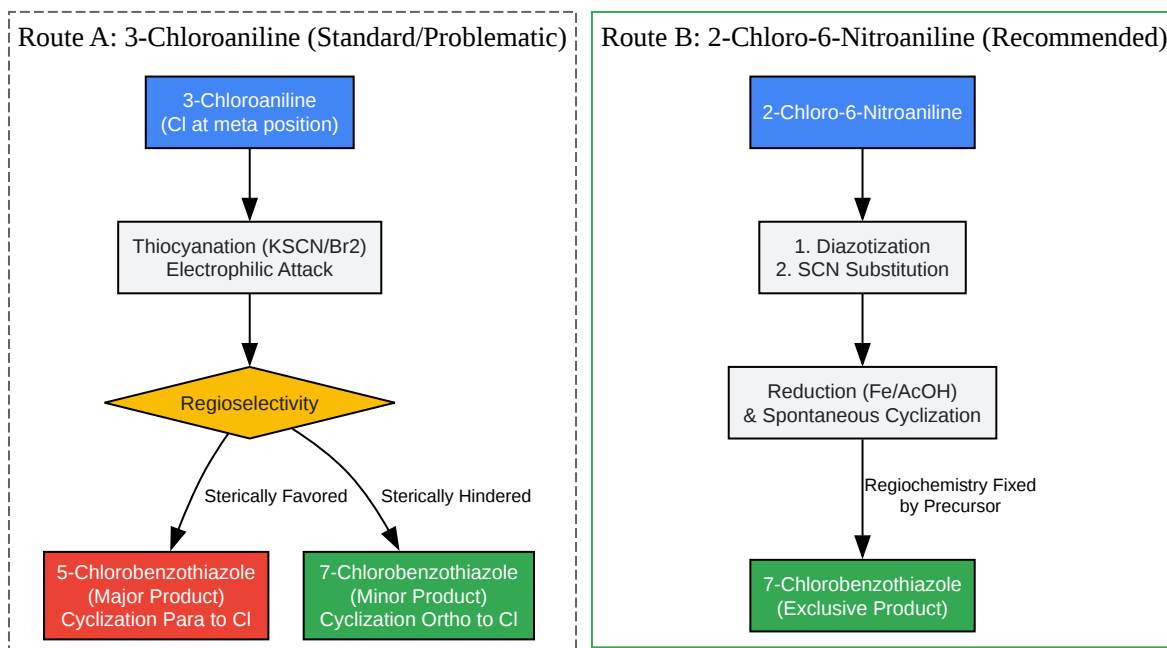 Route A: 3-Chloroaniline (Standard/Problematic)
3-Chloroaniline
(Cl at meta position)
Thiocyanation (KSCN/Br2)
Electrophilic Attack
Regioselectivity
Sterically Favored
Sterically Hindered
5-Chlorobenzothiazole
(Major Product)
Cyclization Para to Cl
7-Chlorobenzothiazole
(Minor Product)
Cyclization Ortho to Cl
Route B: 2-Chloro-6-Nitroaniline (Recommended)
2-Chloro-6-Nitroaniline
1. Diazotization
2. SCN Substitution
Reduction (Fe/AcOH)
& Spontaneous Cyclization
Regiochemistry Fixed
by Precursor
7-Chlorobenzothiazole
(Exclusive Product)